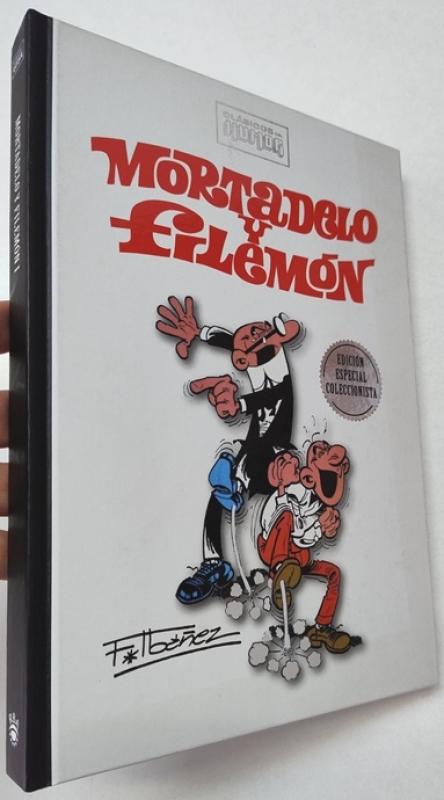 CLÁSICOS DEL
HUMOR
MORTADELO
Y
FILEMÓN
EDICIÓN
ESPECIAL
COLECCIONISTA
F. Ibáñez
MORTADELO Y FILEMÓN I